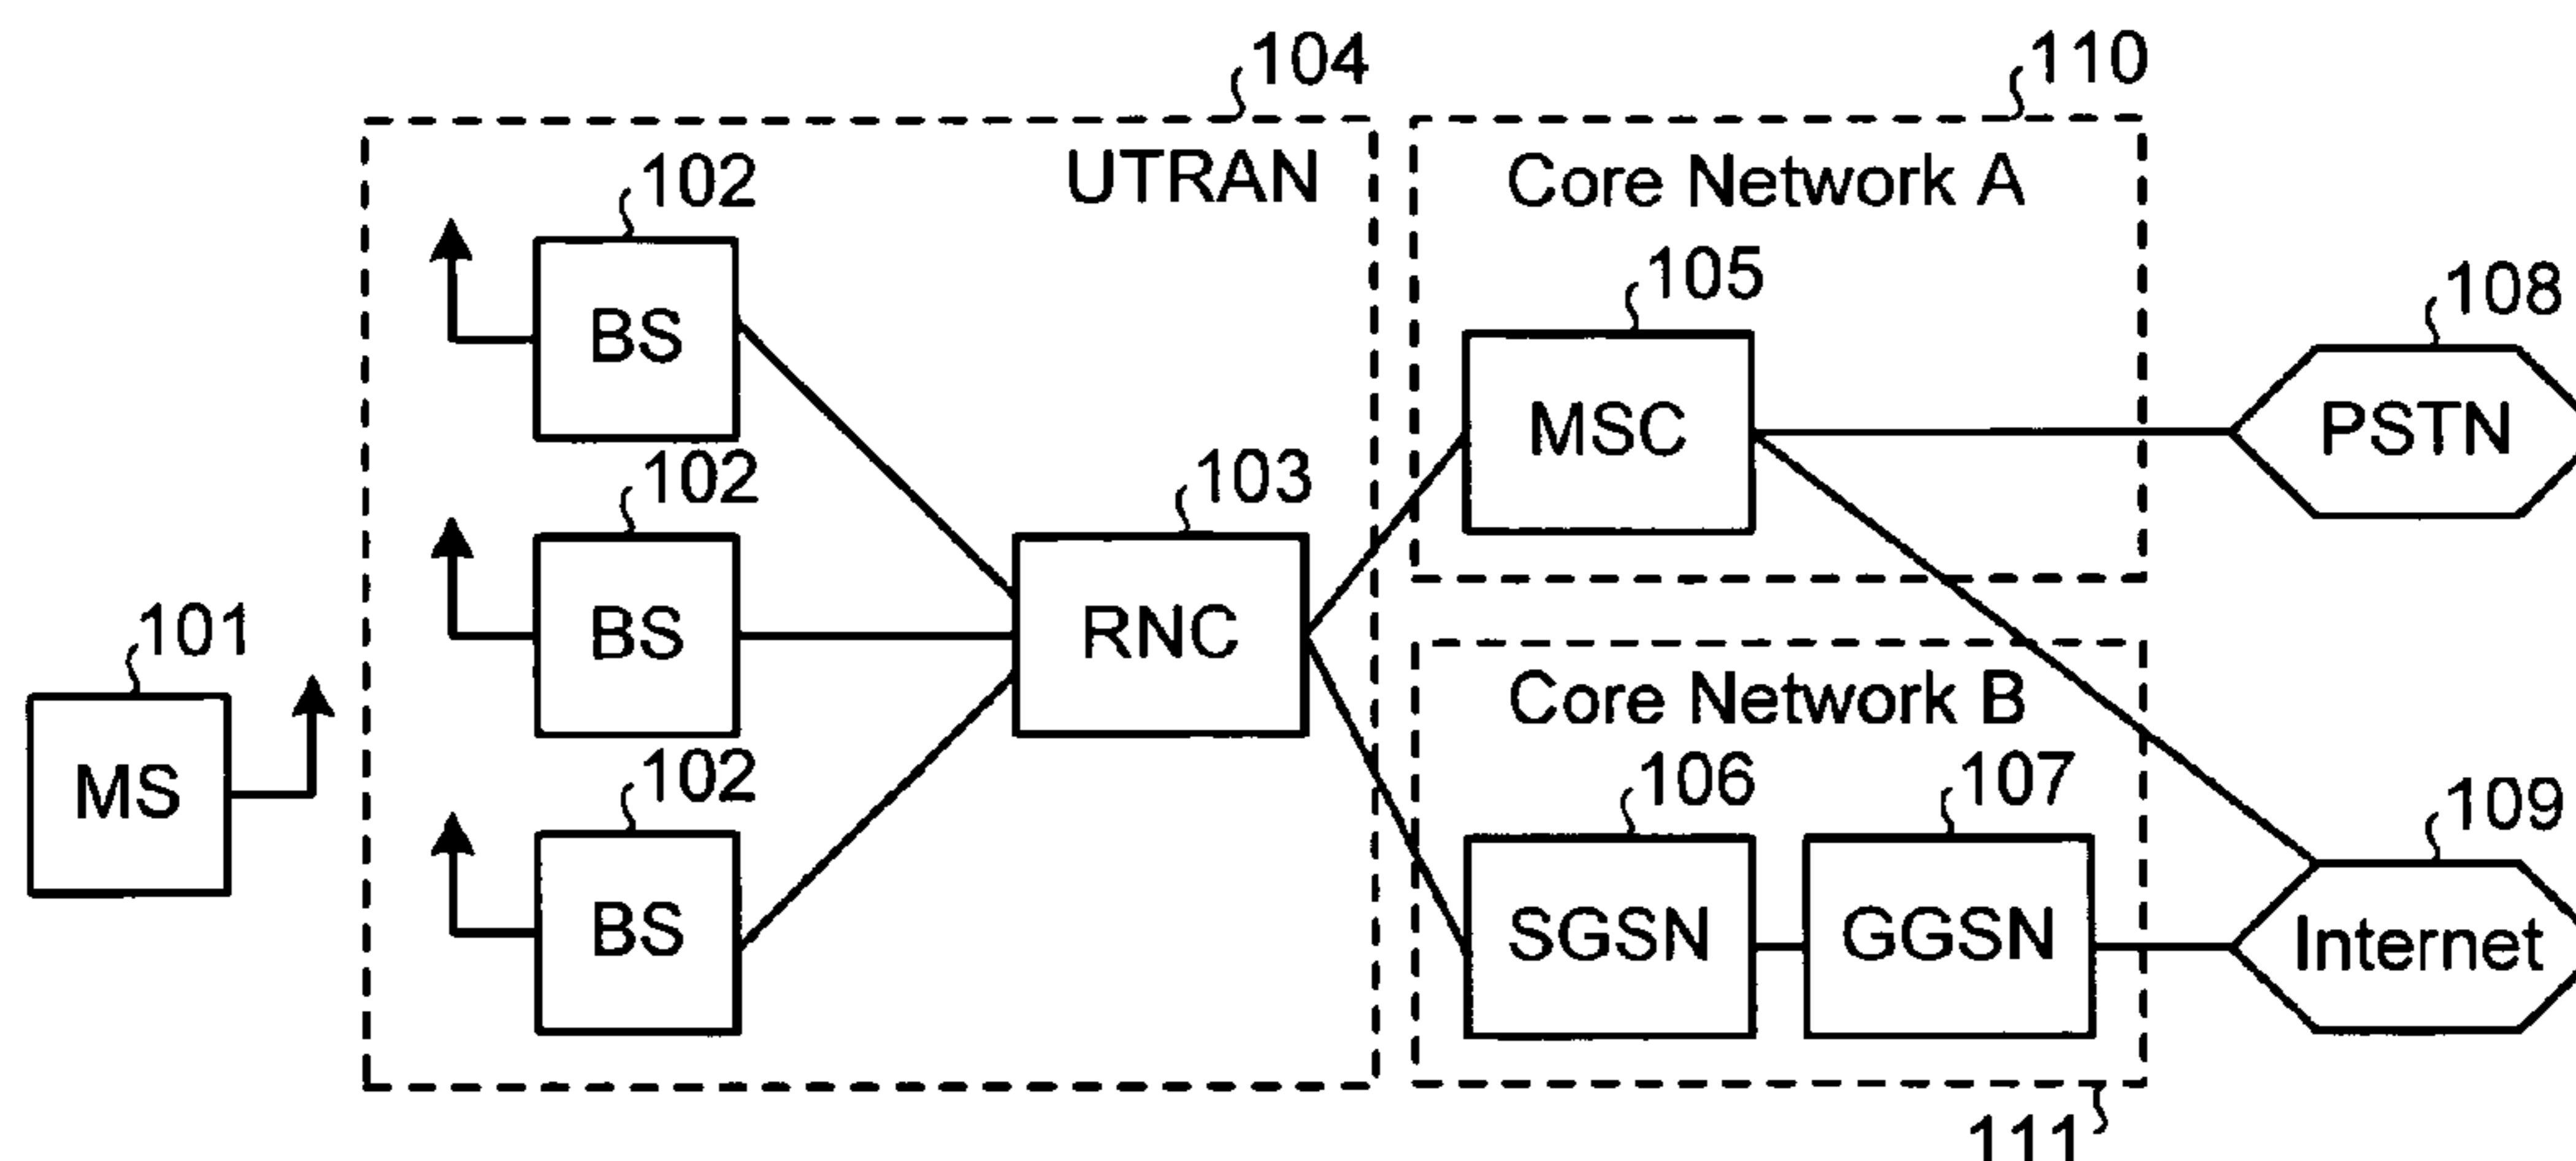 104
110
UTRAN
Core Network A
102
BS
105
MSC
108
PSTN
102
BS
103
RNC
101
MS
Core Network B
102
BS
106
SGSN
107
GGSN
109
Internet
111